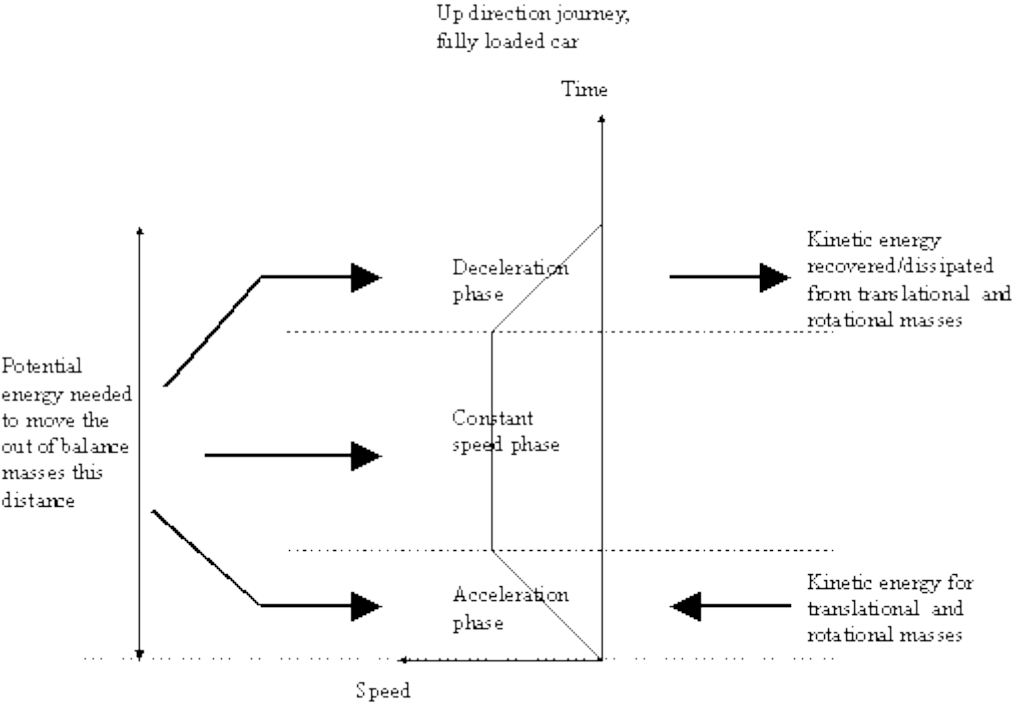 Up direction journey,
fully loaded car
Time
Kinetic energy
recovered/dissipated
from translational and
rotational masses
Deceleration
phase
Potential
energy needed
to move the
out of balance
masses this
distance
Constant
speed phase
Acceleration
phase
Kinetic energy for
translational and
rotational masses
Speed